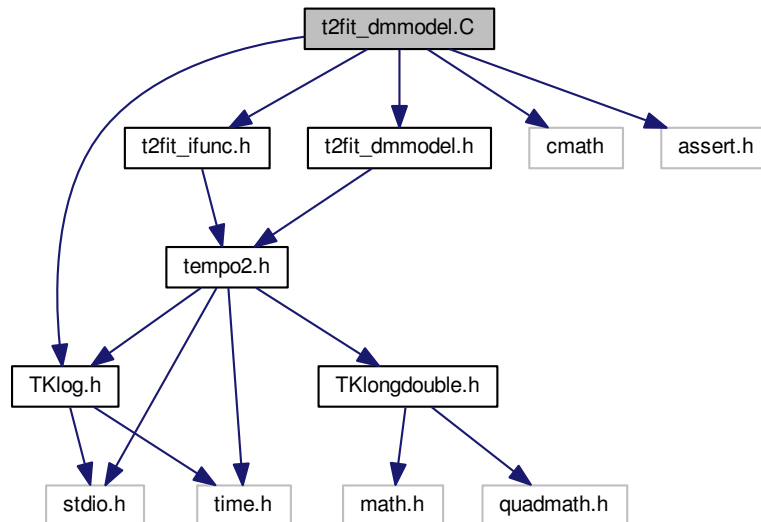 t2fit_dmmodel.C
t2fit_ifunc.h
t2fit_dmmodel.h
cmath
assert.h
tempo2.h
TKlog.h
TKlongdouble.h
stdio.h
time.h
math.h
quadmath.h